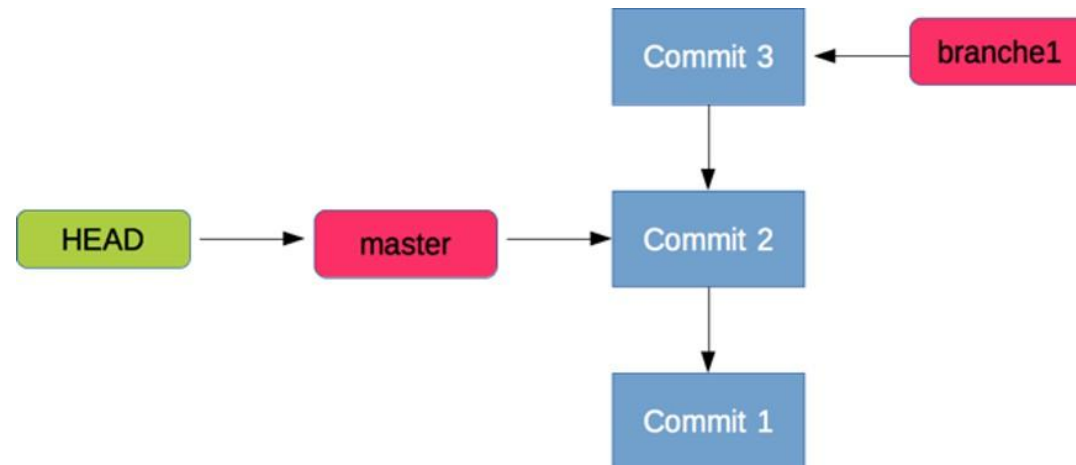 Commit 3
branche1
HEAD
master
Commit 2
Commit 1